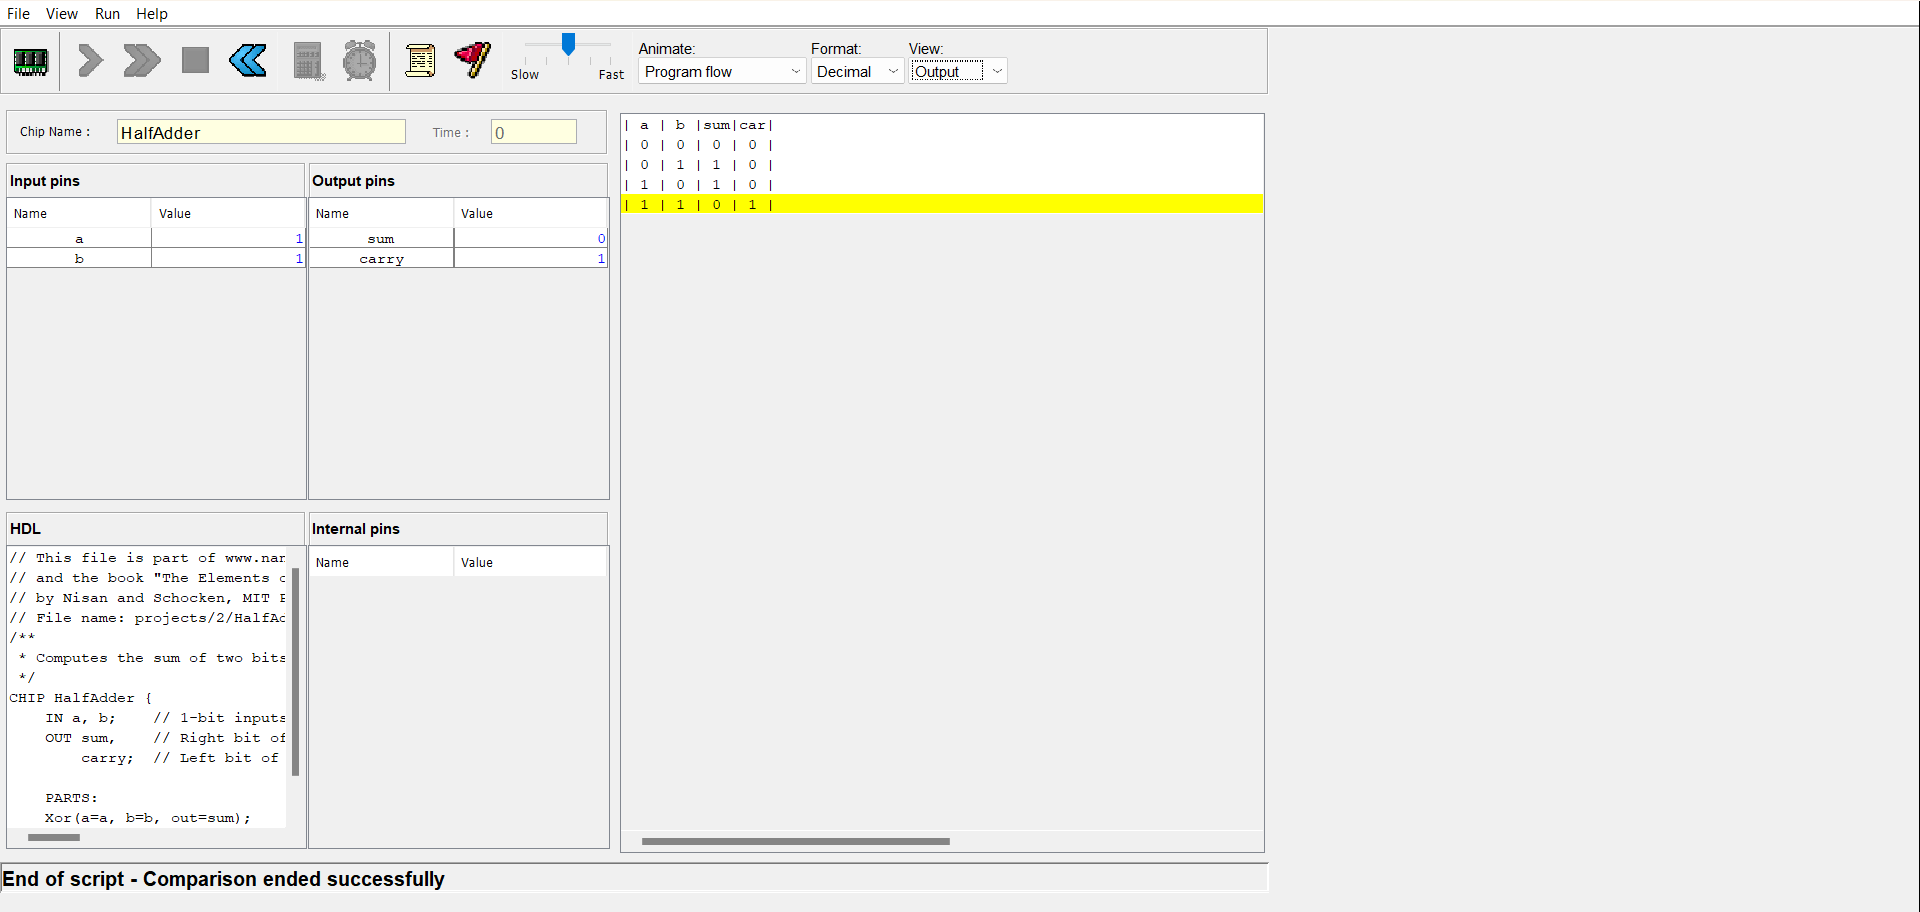 File View Run Help
Animate: Format: View:
Slow Fast Program flow Decimal Output
Chip Name : HalfAdder Time : 0
Input pins
Name Value
a 1
b 1
Output pins
Name Value
sum 0
carry 1
| a | b |sum|car|
| 0 | 0 | 0 | 0 |
| 0 | 1 | 1 | 0 |
| 1 | 0 | 1 | 0 |
| 1 | 1 | 0 | 1 |
HDL
// This file is part of www.nan
// and the book "The Elements o
// by Nisan and Schocken, MIT P
// File name: projects/2/HalfAd
/**
* Computes the sum of two bits
*/
CHIP HalfAdder {
IN a, b; // 1-bit inputs
OUT sum, // Right bit of
carry; // Left bit of
PARTS:
Xor(a=a, b=b, out=sum);
Internal pins
Name Value
End of script - Comparison ended successfully